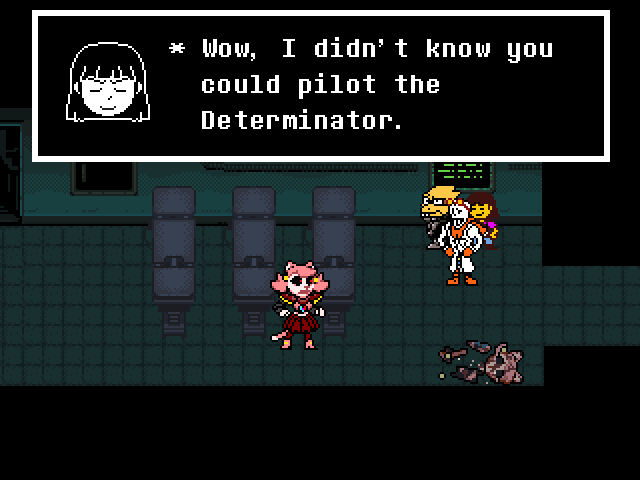 * Wow, I didn't know you
could pilot the
Determinator.